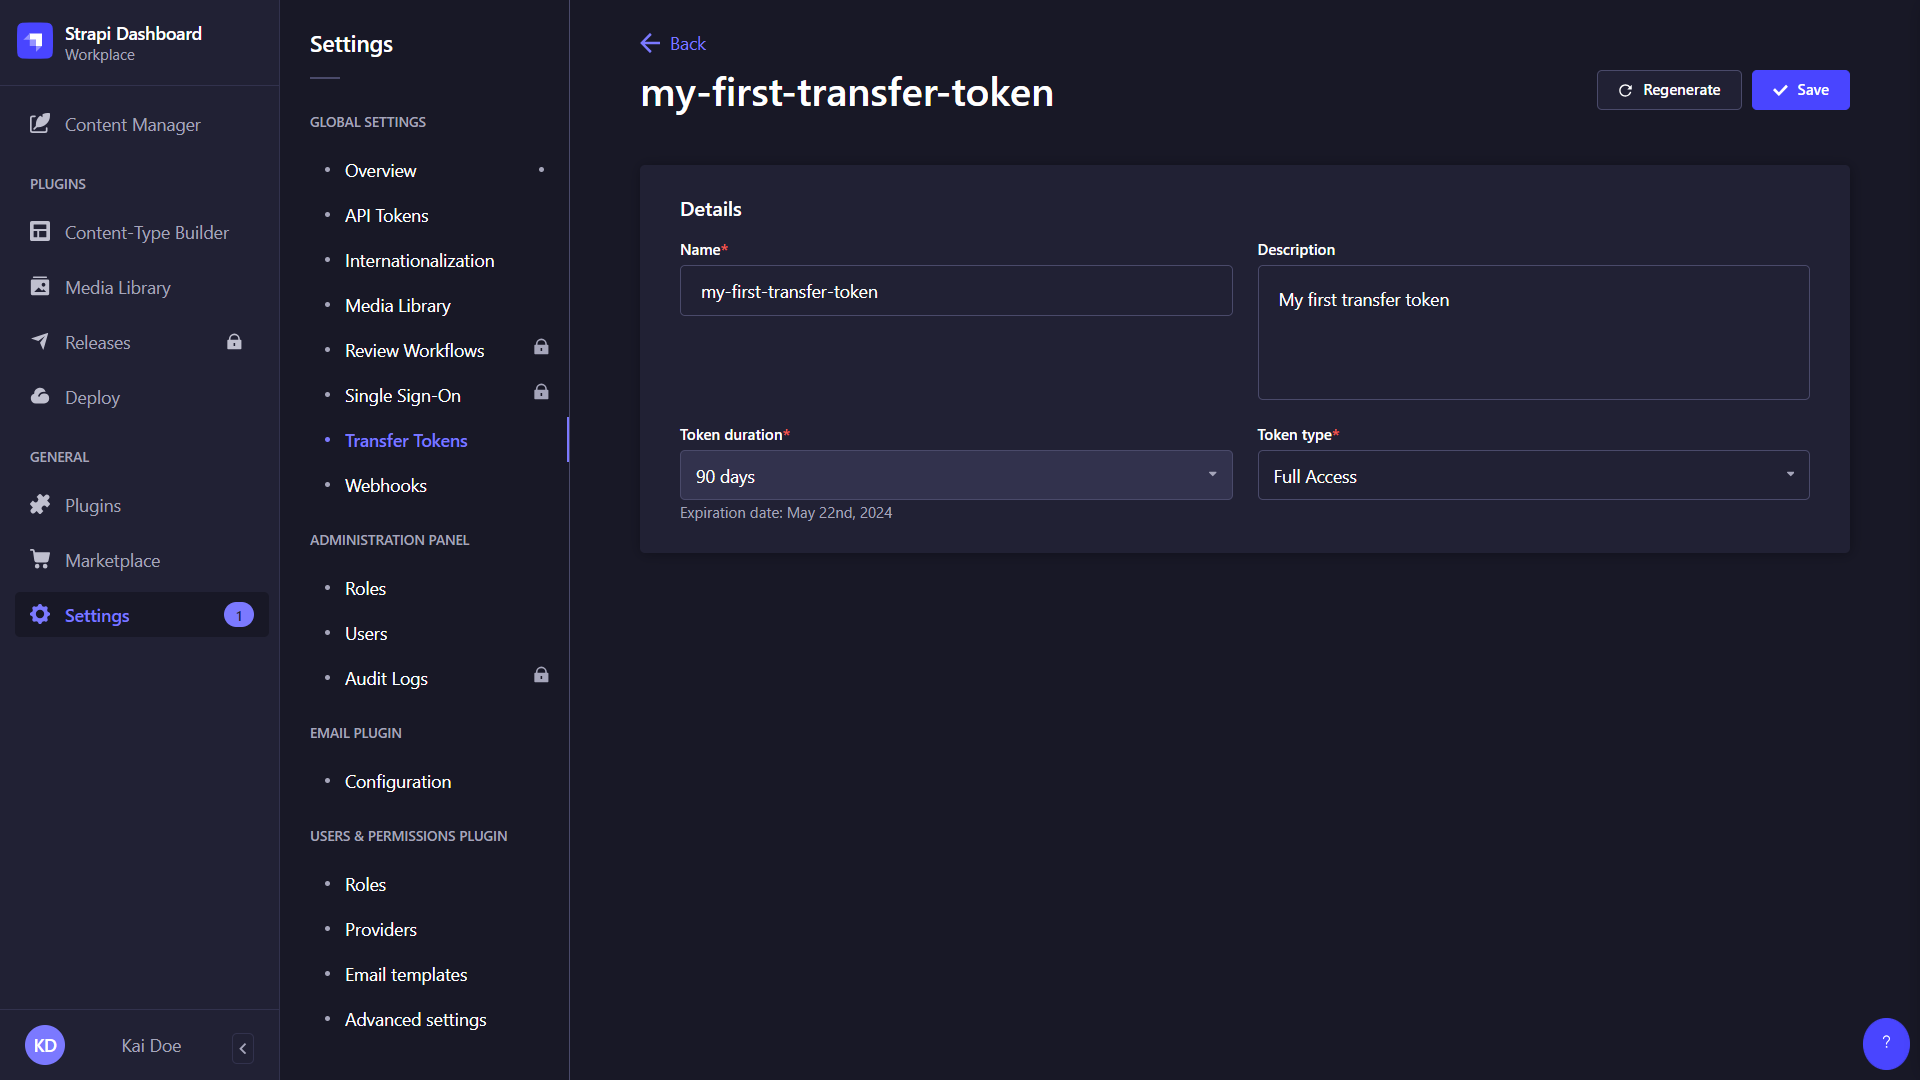 Strapi Dashboard
Workplace
Content Manager
PLUGINS
Content-Type Builder
Media Library
Releases
Deploy
GENERAL
Plugins
Marketplace
Settings
1
KD
Kai Doe
Settings
GLOBAL SETTINGS
Overview
API Tokens
Internationalization
Media Library
Review Workflows
Single Sign-On
Transfer Tokens
Webhooks
ADMINISTRATION PANEL
Roles
Users
Audit Logs
EMAIL PLUGIN
Configuration
USERS & PERMISSIONS PLUGIN
Roles
Providers
Email templates
Advanced settings
Back
my-first-transfer-token
Regenerate
Save
Details
Name*
my-first-transfer-token
Description
My first transfer token
Token duration*
90 days
Expiration date: May 22nd, 2024
Token type*
Full Access
?